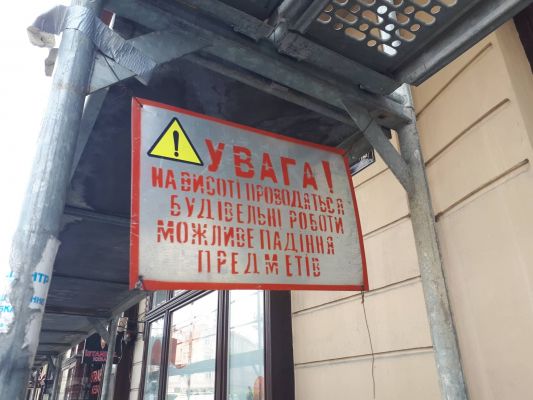 УВАГА!
НА ВИСОТІ ПРОВОДЯТЬСЯ
БУДІВЕЛЬНІ РОБОТИ
МОЖЛИВЕ ПАДІННЯ
ПРЕДМЕТІВ